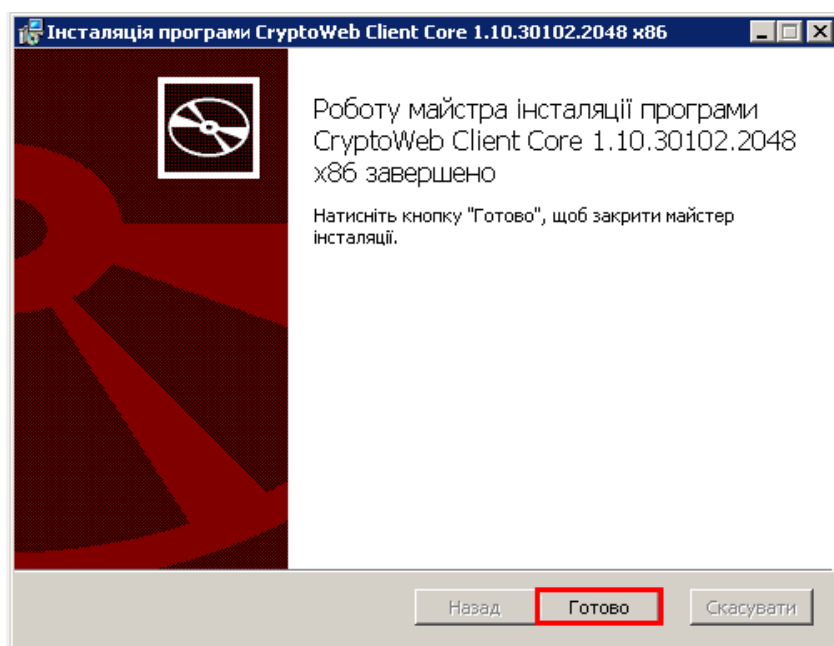 Інсталяція програми CryptoWeb Client Core 1.10.30102.2048 x86
Роботу майстра інсталяції програми
CryptoWeb Client Core 1.10.30102.2048
x86 завершено
Натисніть кнопку "Готово", щоб закрити майстер
інсталяції.
Назад
Готово
Скасувати